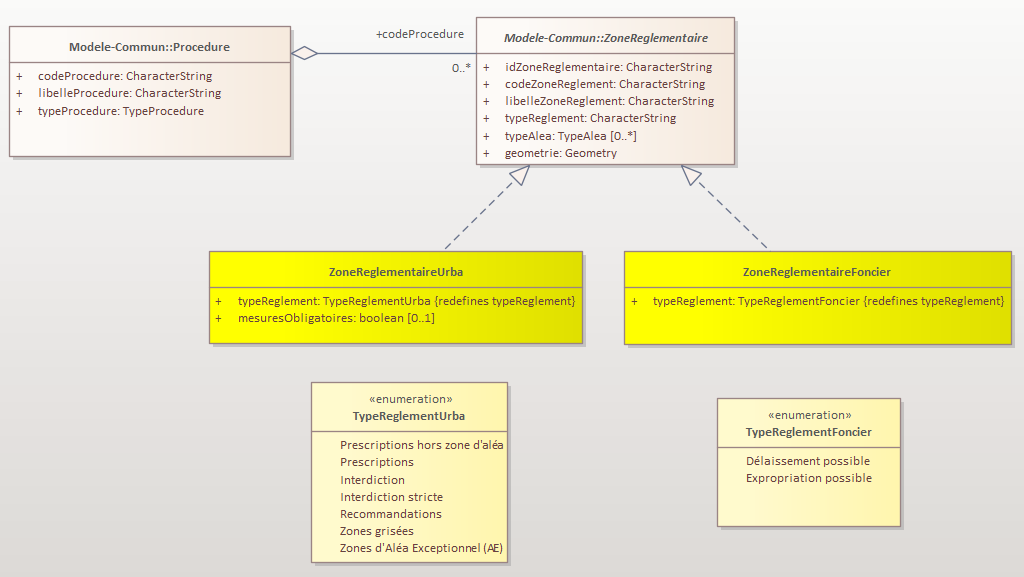 Modele-Commun::Procedure
+ codeProcedure: CharacterString
+ libelleProcedure: CharacterString
+ typeProcedure: TypeProcedure
+codeProcedure
0..*
Modele-Commun::ZoneReglementaire
+ idZoneReglementaire: CharacterString
+ codeZoneReglement: CharacterString
+ libelleZoneReglement: CharacterString
+ typeReglement: CharacterString
+ typeAlea: TypeAlea [0..*]
+ geometrie: Geometry
ZoneReglementaireUrba
+ typeReglement: TypeReglementUrba {redefines typeReglement}
+ mesuresObligatoires: boolean [0..1]
ZoneReglementaireFoncier
+ typeReglement: TypeReglementFoncier {redefines typeReglement}
«enumeration»
TypeReglementUrba
Prescriptions hors zone d'aléa
Prescriptions
Interdiction
Interdiction stricte
Recommandations
Zones grisées
Zones d'Aléa Exceptionnel (AE)
«enumeration»
TypeReglementFoncier
Délaissement possible
Expropriation possible